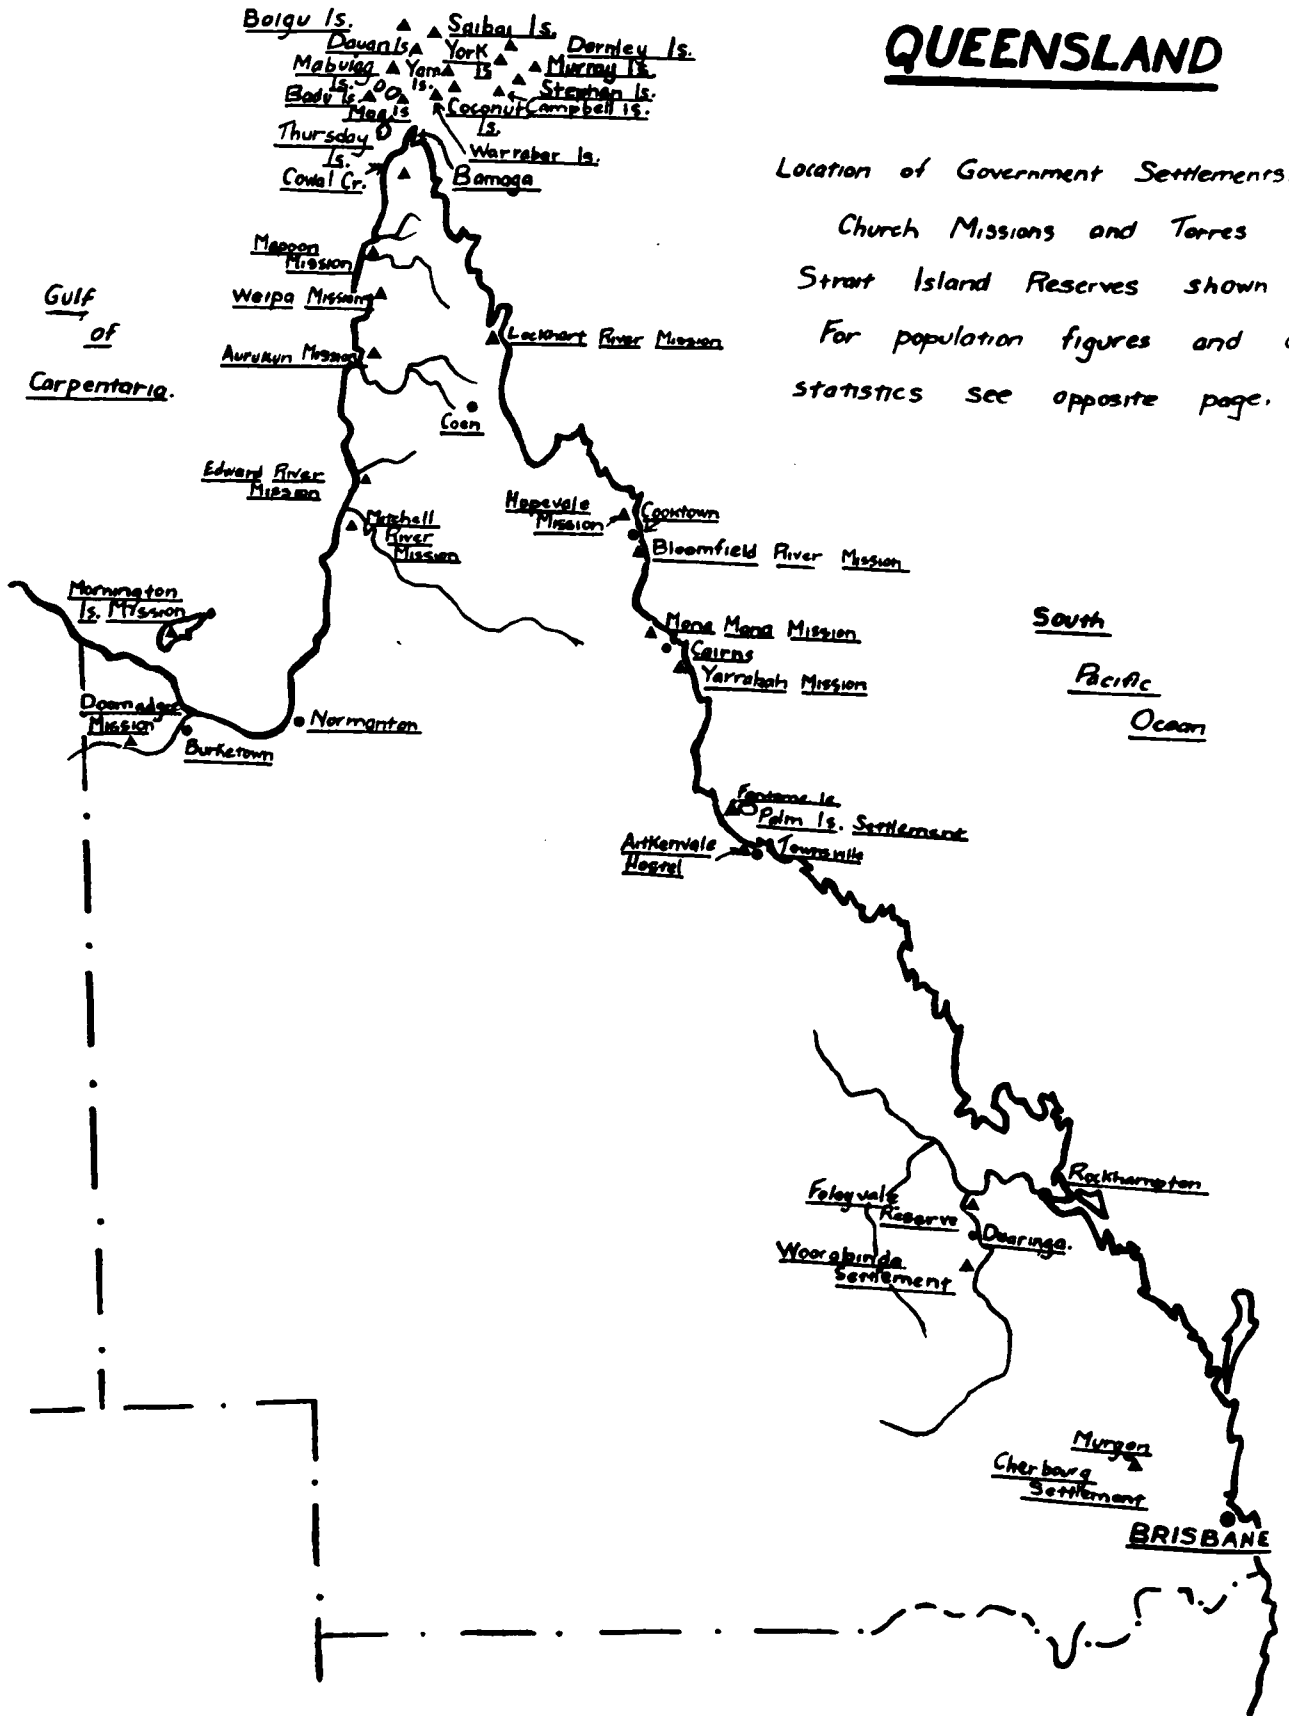 QUEENSLAND
Location of Government Settlements.
Church Missions and Torres
Strait Island Reserves shown
For population figures and o
statistics see opposite page.
Boigu Is.
Saibai Is.
Dauan Is
York
Is
Darnley Is.
Mabuiag
Is.
Yam
Is.
Murray Is.
Stephen Is.
Badu Is.
Moa Is
Coconut
Is.
Campbell Is.
Thursday
Is.
Warraber Is.
Cowal Cr.
Bamaga
Mapoon
Mission
Weipa Mission
Gulf
of
Carpentaria.
Lockhart River Mission
Aurukun Mission
Coen
Edward River
Mission
Mitchell
River
Mission
Hopevale
Mission
Cooktown
Bloomfield River Mission
Mornington
Is. Mission
Mona Mona Mission
Cairns
Yarrabah Mission
South
Pacific
Ocean
Doomadgee
Mission
Burketown
Normanton
Fantome Is
Palm Is. Settlement
Aitkenvale
Hostel
Townsville
Rockhampton
Foleyvale
Reserve
Duaringa.
Woorabinda
Settlement
Murgon
Cherbourg
Settlement
BRISBANE